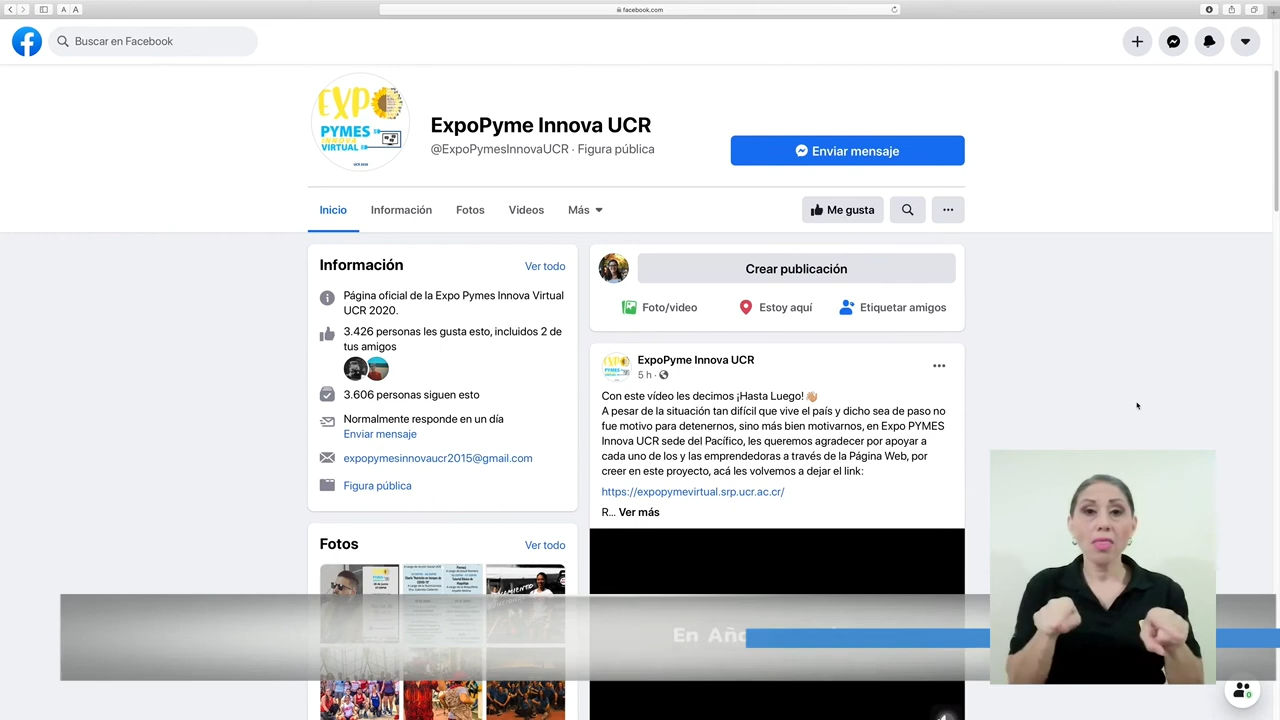 A A
facebook.com
Buscar en Facebook
EXPO
PYMES
INNOVA
VIRTUAL
UCR 2020
ExpoPyme Innova UCR
@ExpoPymesInnovaUCR · Figura pública
Enviar mensaje
Inicio
Información
Fotos
Videos
Más
Me gusta
Información
Ver todo
Página oficial de la Expo Pymes Innova Virtual
UCR 2020.
3.426 personas les gusta esto, incluidos 2 de
tus amigos
3.606 personas siguen esto
Normalmente responde en un día
Enviar mensaje
expopymesinnovaucr2015@gmail.com
Figura pública
Fotos
Ver todo
Crear publicación
Foto/video
Estoy aquí
Etiquetar amigos
ExpoPyme Innova UCR
5 h ·
Con este vídeo les decimos ¡Hasta Luego!👋🏼
A pesar de la situación tan difícil que vive el país y dicho sea de paso no
fue motivo para detenernos, sino más bien motivarnos, en Expo PYMES
Innova UCR sede del Pacífico, les queremos agradecer por apoyar a
cada uno de los y las emprendedoras a través de la Página Web, por
creer en este proyecto, acá les volvemos a dejar el link:
https://expopymevirtual.srp.ucr.ac.cr/
R... Ver más
En Año
0